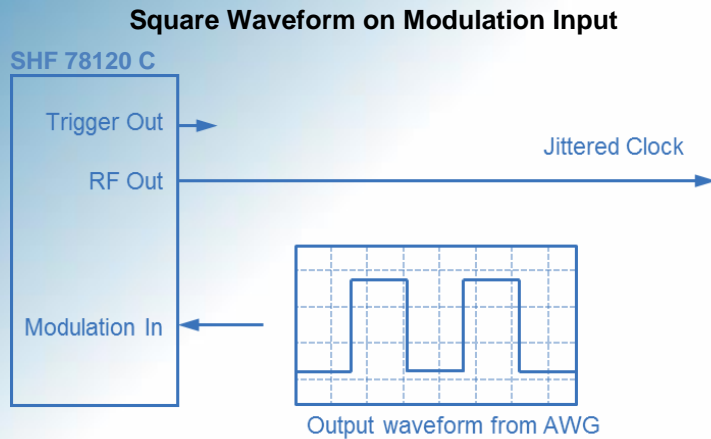 Square Waveform on Modulation Input
SHF 78120 C
Trigger Out
Jittered Clock
RF Out
Modulation In
Output waveform from AWG